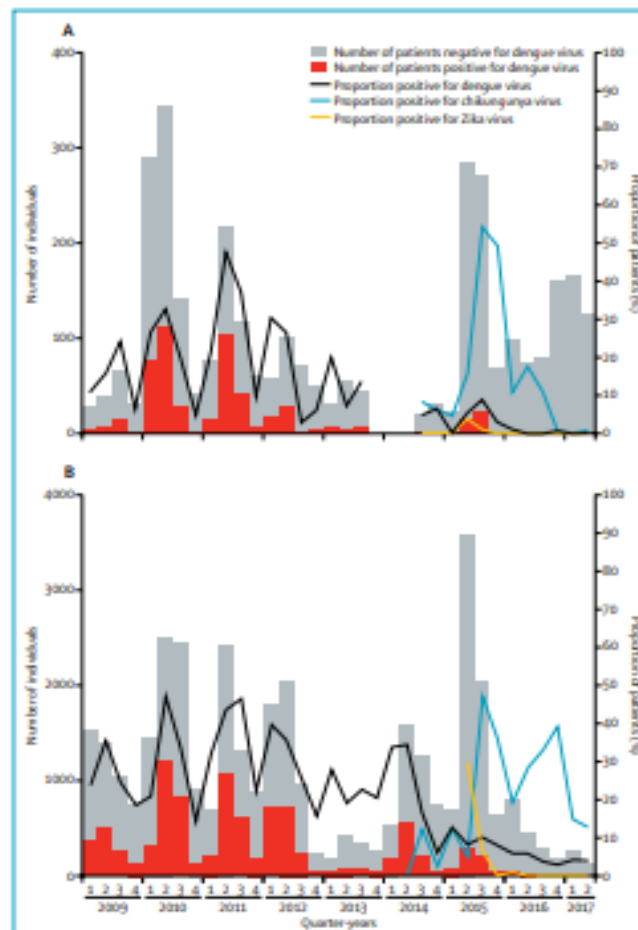 A
400
300
200
100
0
100
90
80
70
60
50
40
30
20
10
0
Number of individuals
Proportion of patients (%)
Number of patients negative for dengue virus
Number of patients positive for dengue virus
Proportion positive for dengue virus
Proportion positive for chikungunya virus
Proportion positive for Zika virus
B
4000
3000
2000
1000
0
100
90
80
70
60
50
40
30
20
10
0
Number of individuals
Proportion of patients (%)
1 2 3 4 1 2 3 4 1 2 3 4 1 2 3 4 1 2 3 4 1 2 3 4 1 2 3 4 1 2 3 4 1 2
2009 2010 2011 2012 2013 2014 2015 2016 2017
Quarter-years